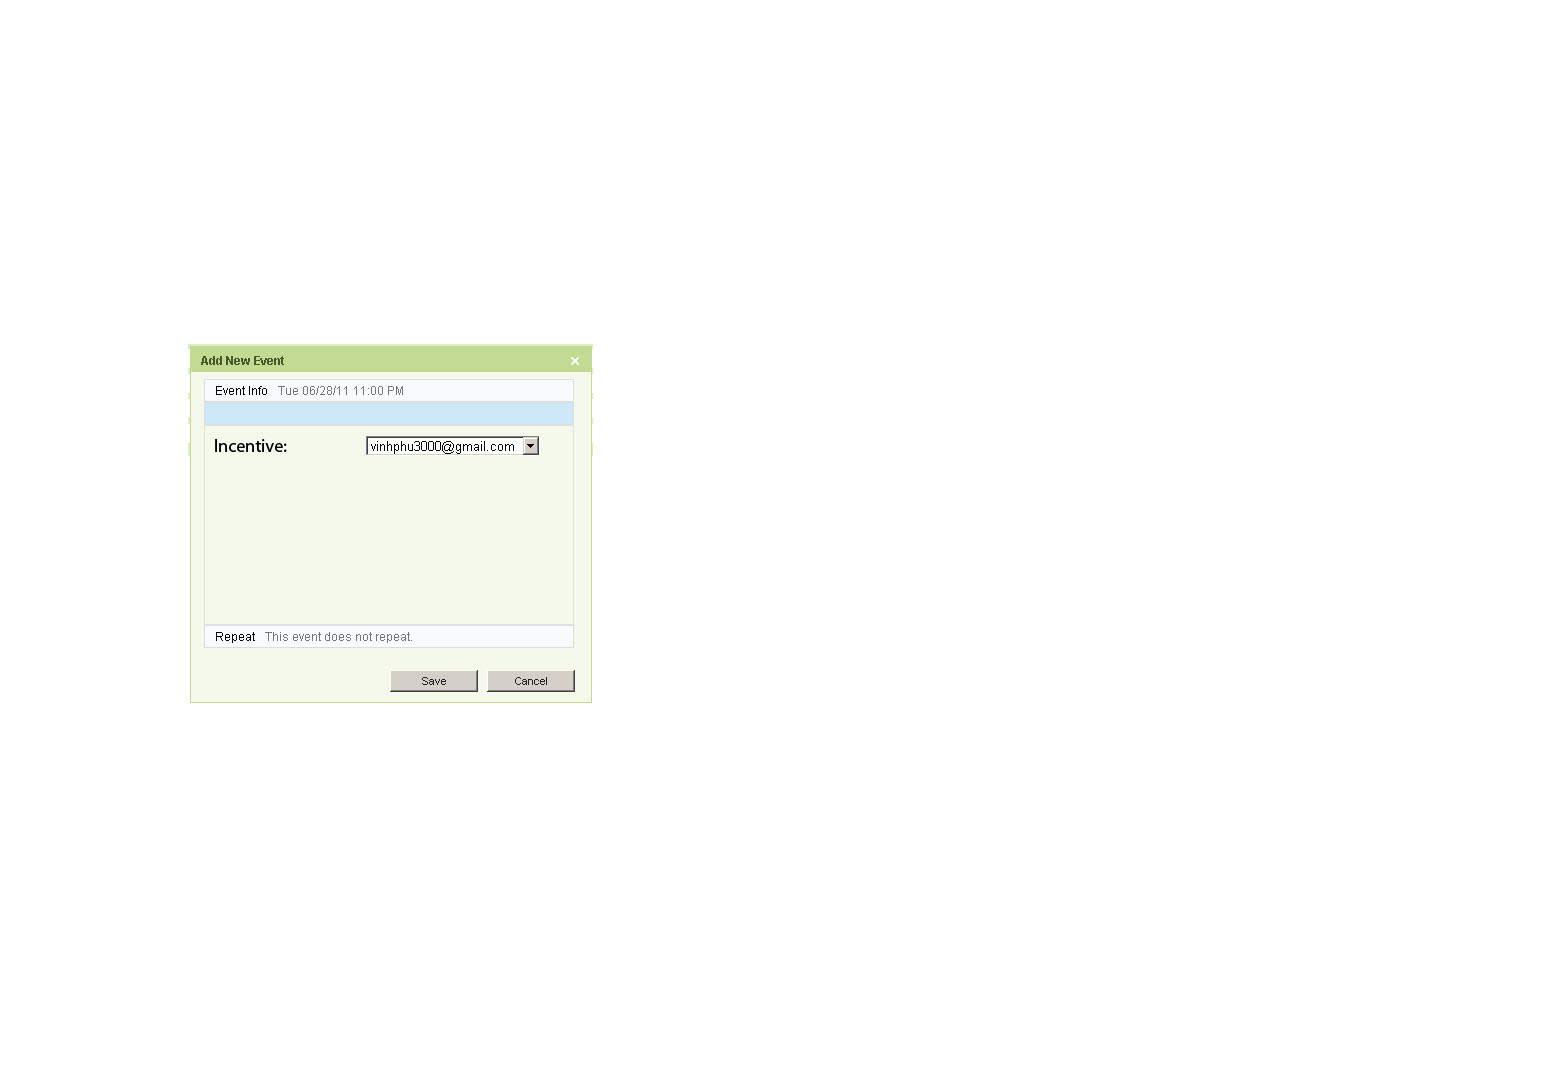 Add New Event
Event Info Tue 06/28/11 11:00 PM
Incentive: vinhphu3000@gmail.com
Repeat This event does not repeat.
Save Cancel